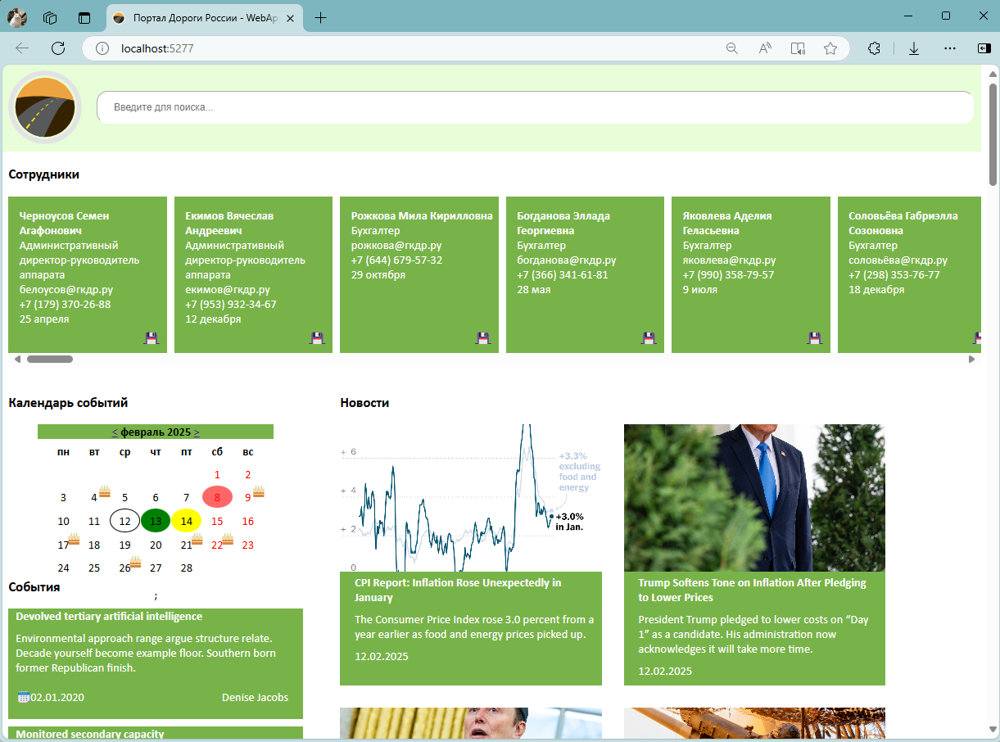 Портал Дороги России - WebAp
localhost:5277
Введите для поиска...
Сотрудники
Черноусов Семен
Агафонович
Административный
директор-руководитель
аппарата
белоусов@гкдр.ру
+7 (179) 370-26-88
25 апреля
Екимов Вячеслав
Андреевич
Административный
директор-руководитель
аппарата
екимов@гкдр.ру
+7 (953) 932-34-67
12 декабря
Рожкова Мила Кирилловна
Бухгалтер
рожкова@гкдр.ру
+7 (644) 679-57-32
29 октября
Богданова Эллада
Георгиевна
Бухгалтер
богданова@гкдр.ру
+7 (366) 341-61-81
28 мая
Яковлева Аделия
Геласьевна
Бухгалтер
яковлева@гкдр.ру
+7 (990) 358-79-57
9 июля
Соловьёва Габриэлла
Созоновна
Бухгалтер
соловьёва@гкдр.ру
+7 (298) 353-76-77
18 декабря
Календарь событий
< февраль 2025 >
пн вт ср чт пт сб вс
1 2
3 4 5 6 7 8 9
10 11 12 13 14 15 16
17 18 19 20 21 22 23
24 25 26 27 28
;
События
Devolved tertiary artificial intelligence
Environmental approach range argue structure relate.
Decade yourself become example floor. Southern born
former Republican finish.
02.01.2020 Denise Jacobs
Monitored secondary capacity
Новости
+ 6
+ 4
+ 2
0
+3.3%
excluding
food and
energy
+3.0%
in Jan.
CPI Report: Inflation Rose Unexpectedly in
January
The Consumer Price Index rose 3.0 percent from a
year earlier as food and energy prices picked up.
12.02.2025
Trump Softens Tone on Inflation After Pledging
to Lower Prices
President Trump pledged to lower costs on “Day
1” as a candidate. His administration now
acknowledges it will take more time.
12.02.2025